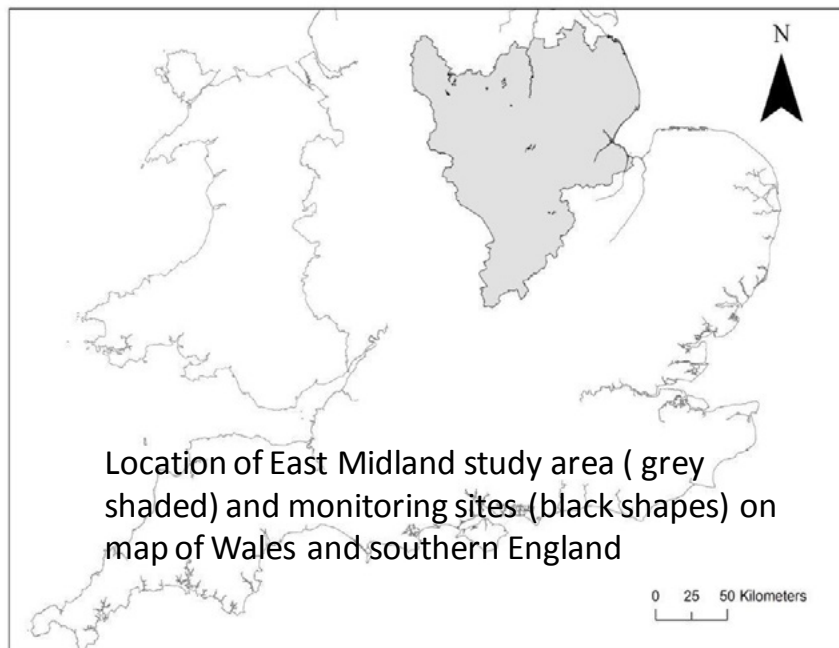 N
Location of East Midland study area ( grey
shaded) and monitoring sites (black shapes) on
map of Wales and southern England
0 25 50 Kilometers